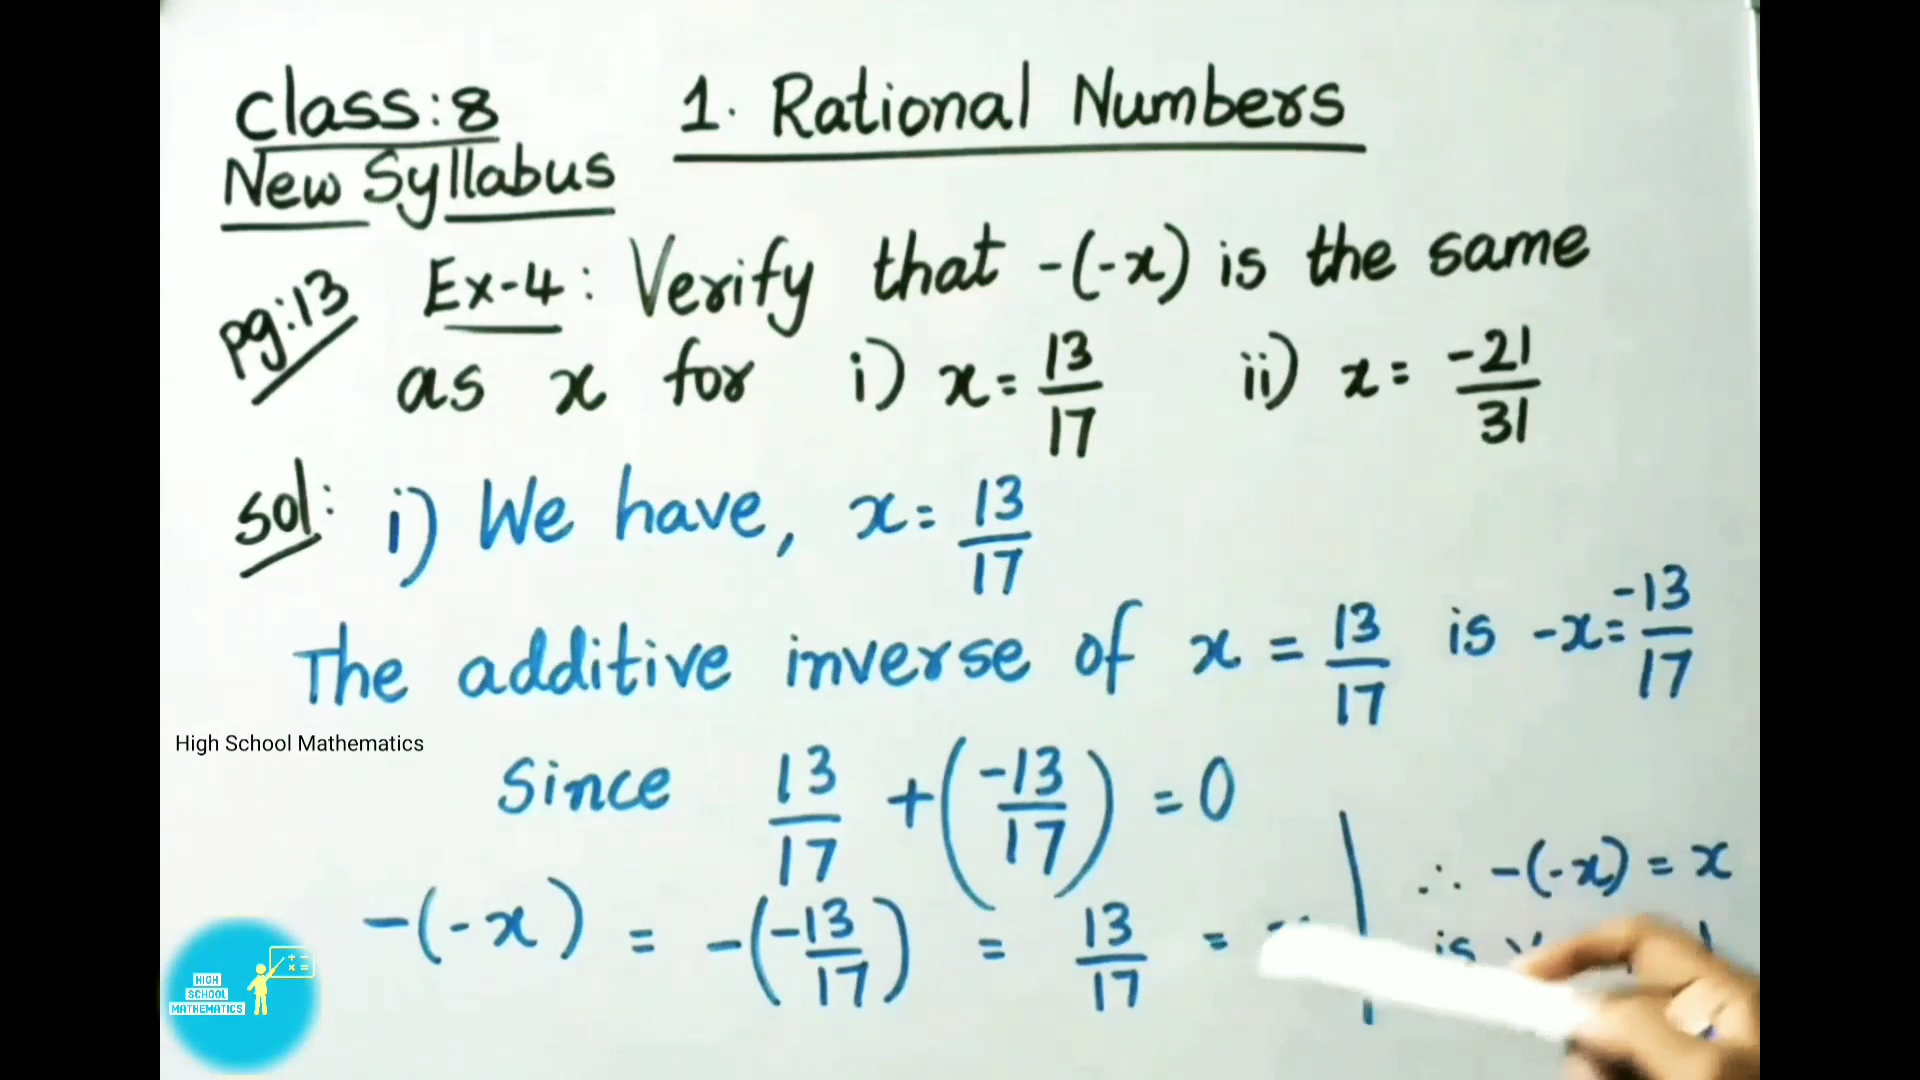 Class:8 1. Rational Numbers
New Syllabus
pg:13 Ex-4: Verify that -(-x) is the same
as x for i) x = 13/17 ii) x = -21/31
Sol: i) We have, x = 13/17
The additive inverse of x = 13/17 is -x = -13/17
High School Mathematics
Since 13/17 + (-13/17) = 0
-(-x) = -(-13/17) = 13/17 =
∴ -(-x) = x
is
HIGH
SCHOOL
MATHEMATICS